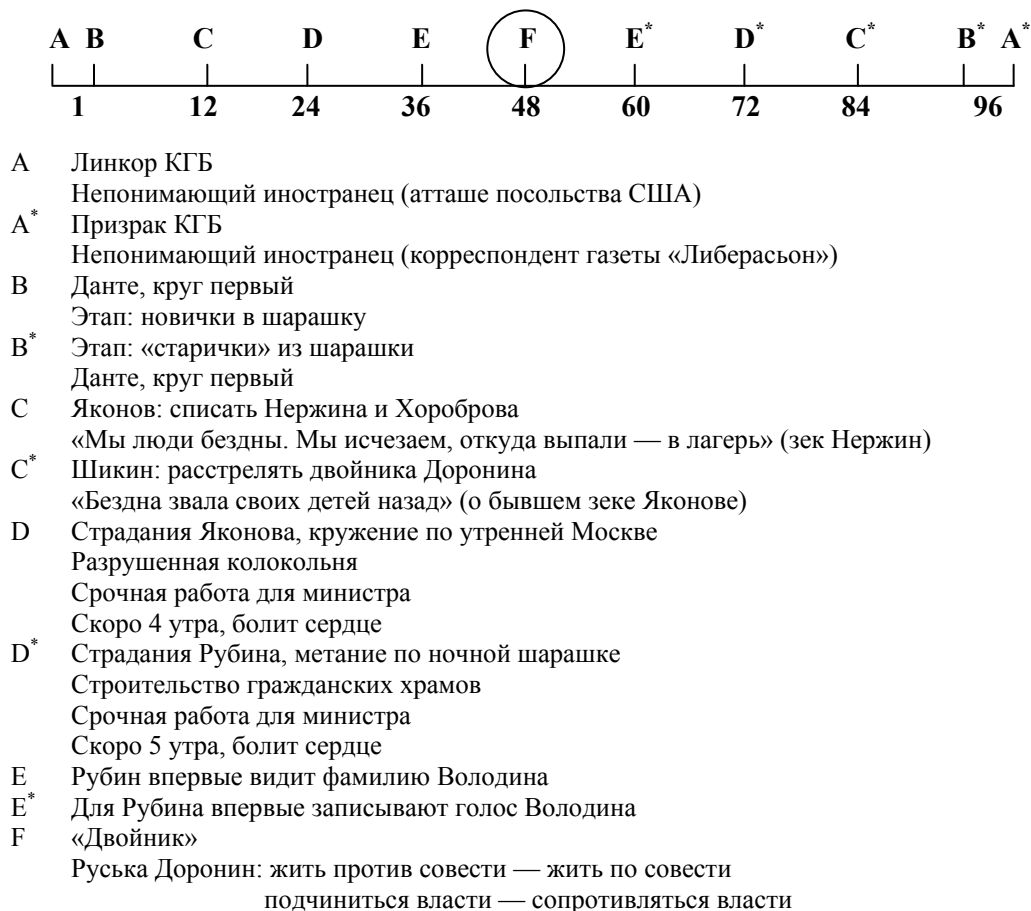 A B C D E F E* D* C* B* A*
1 12 24 36 48 60 72 84 96
A Линкор КГБ
Непонимающий иностранец (атташе посольства США)
A* Призрак КГБ
Непонимающий иностранец (корреспондент газеты «Либерасьон»)
B Данте, круг первый
Этап: новички в шарашку
B* Этап: «старички» из шарашки
Данте, круг первый
C Яконов: списать Нержина и Хороброва
«Мы люди бездны. Мы исчезаем, откуда выпали — в лагерь» (зек Нержин)
C* Шикин: расстрелять двойника Доронина
«Бездна звала своих детей назад» (о бывшем зеке Яконове)
D Страдания Яконова, кружение по утренней Москве
Разрушенная колокольня
Срочная работа для министра
Скоро 4 утра, болит сердце
D* Страдания Рубина, метание по ночной шарашке
Строительство гражданских храмов
Срочная работа для министра
Скоро 5 утра, болит сердце
E Рубин впервые видит фамилию Володина
E* Для Рубина впервые записывают голос Володина
F «Двойник»
Руська Доронин: жить против совести — жить по совести
подчиниться власти — сопротивляться власти